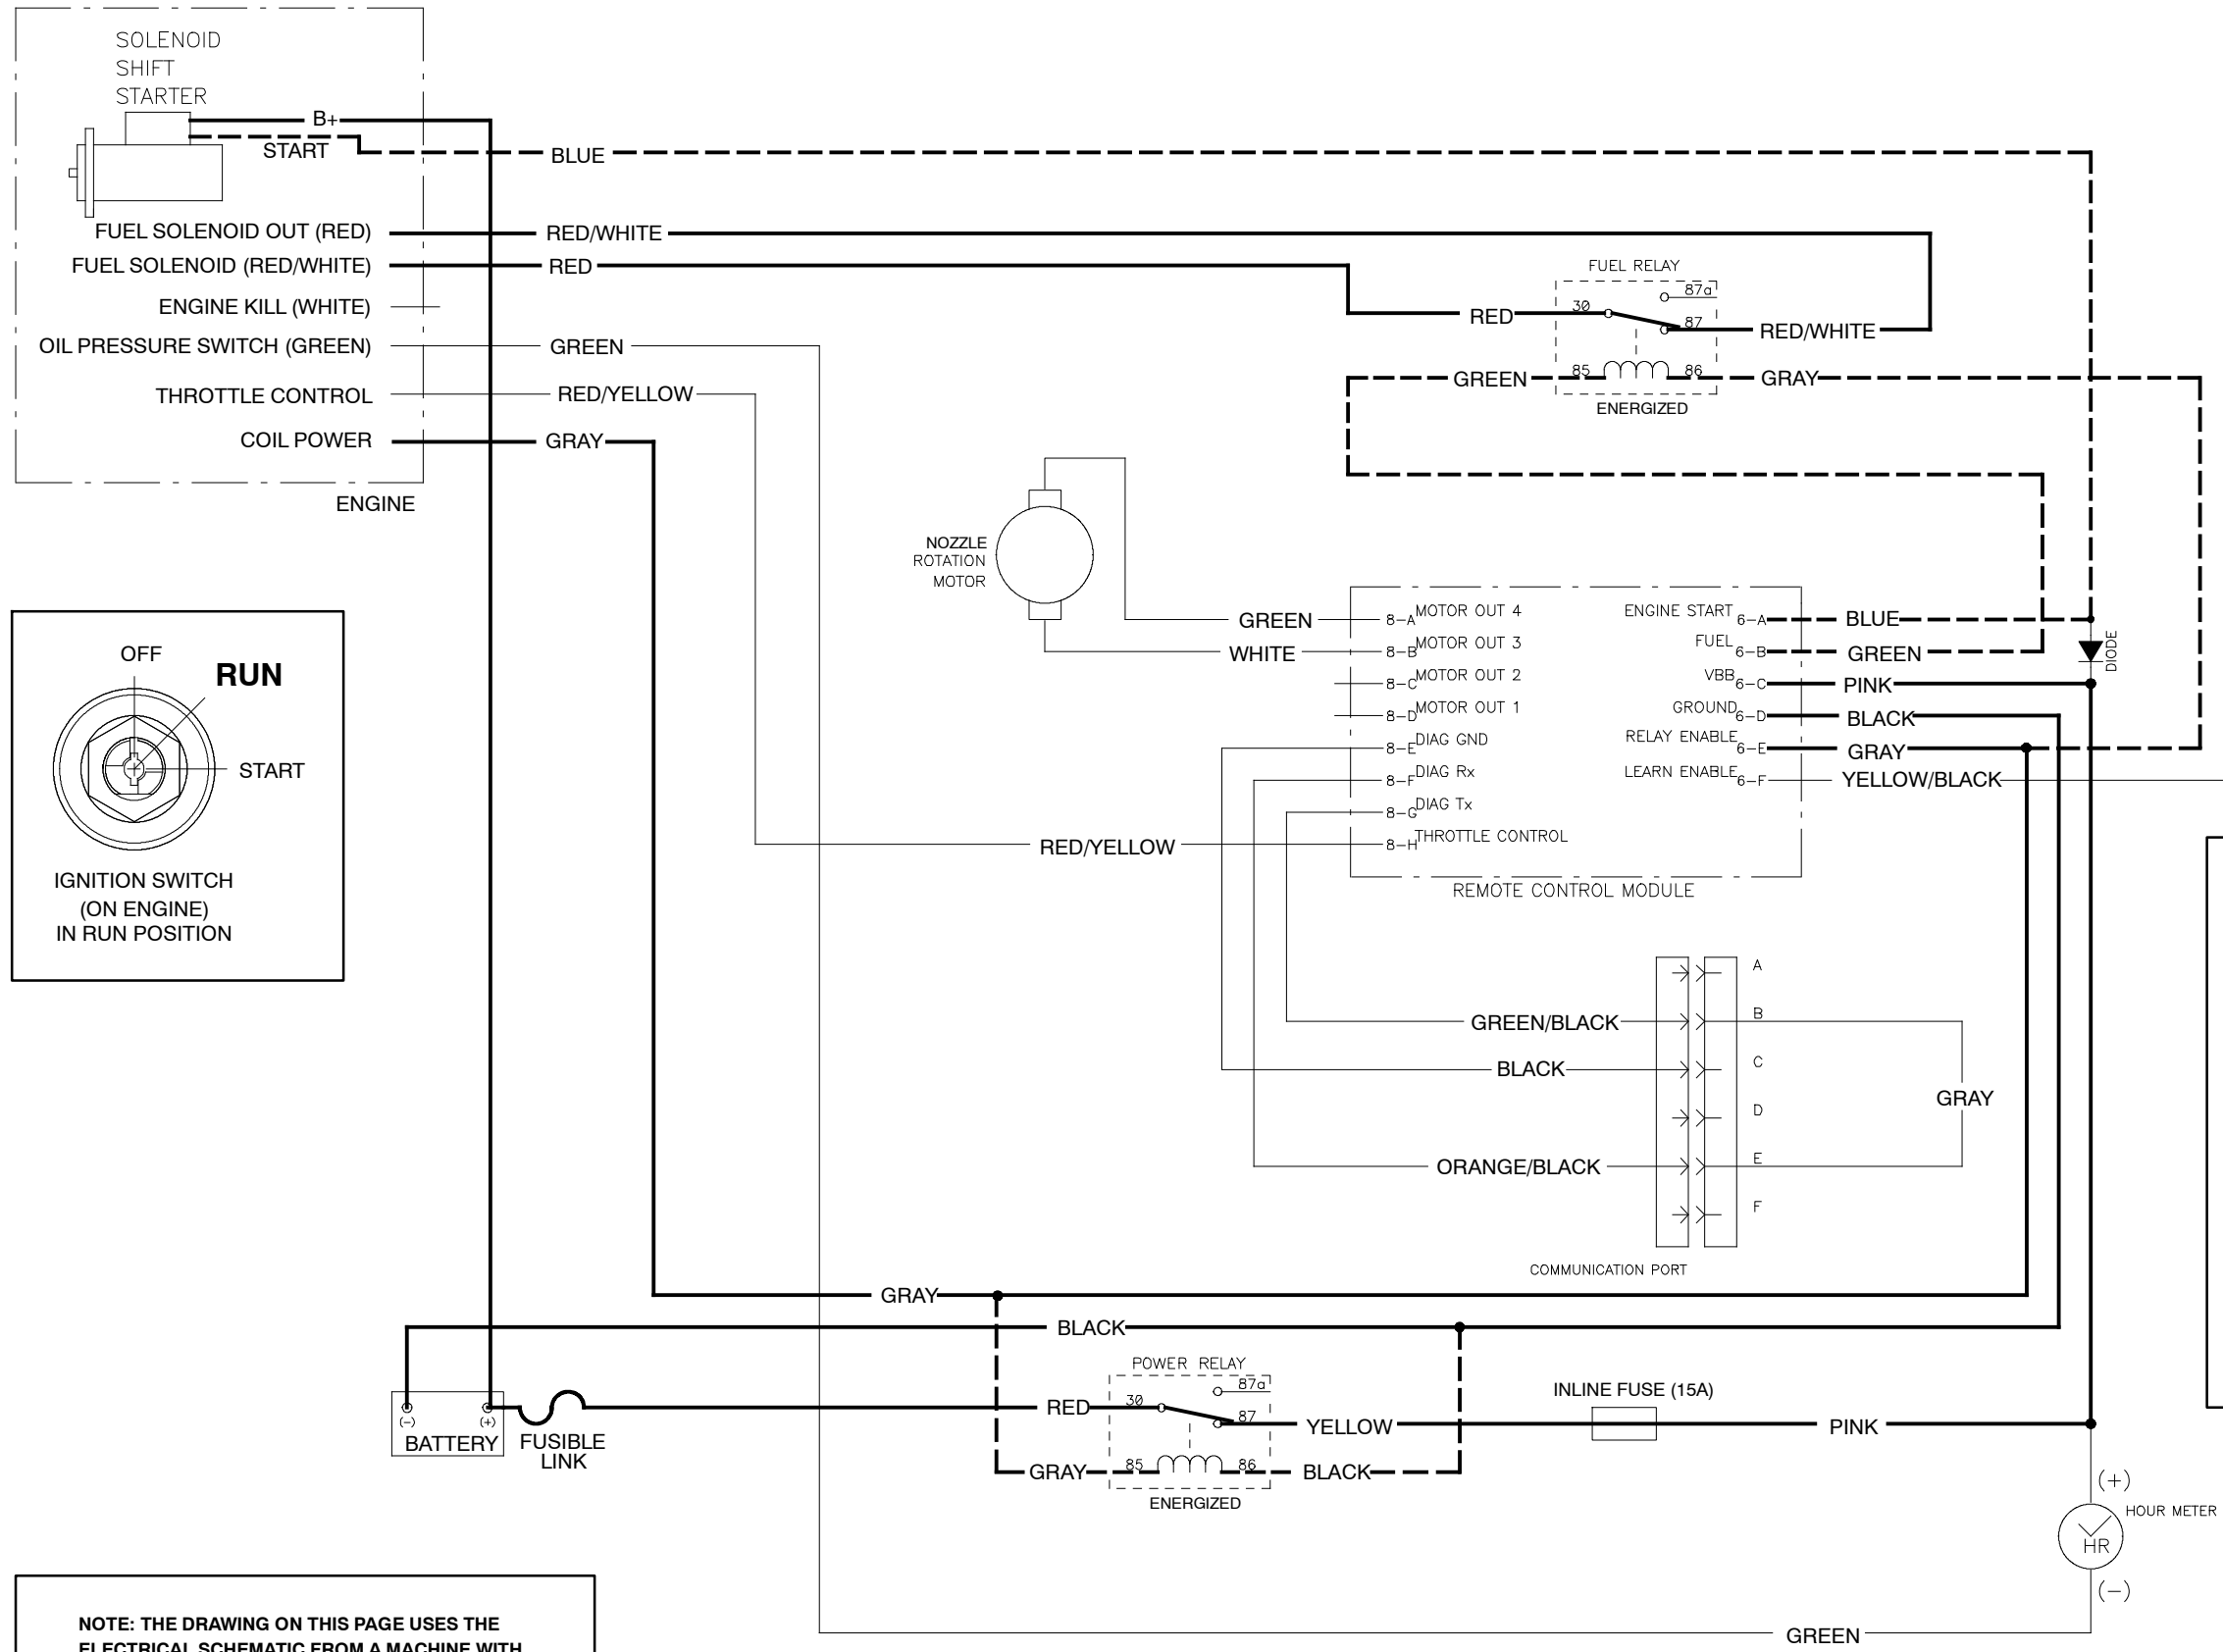 SOLENOID
SHIFT
STARTER
B+
START
BLUE
FUEL SOLENOID OUT (RED)
RED/WHITE
FUEL SOLENOID (RED/WHITE)
RED
FUEL RELAY
87a
30
RED
87
RED/WHITE
ENGINE KILL (WHITE)
OIL PRESSURE SWITCH (GREEN)
GREEN
85
86
GREEN
GRAY
ENERGIZED
THROTTLE CONTROL
RED/YELLOW
COIL POWER
GRAY
ENGINE
NOZZLE
ROTATION
MOTOR
GREEN
8-A
MOTOR OUT 4
WHITE
8-B
MOTOR OUT 3
8-C
MOTOR OUT 2
8-D
MOTOR OUT 1
8-E
DIAG GND
8-F
DIAG Rx
8-G
DIAG Tx
RED/YELLOW
8-H
THROTTLE CONTROL
ENGINE START
6-A
BLUE
FUEL
6-B
GREEN
DIODE
VBB
6-C
PINK
GROUND
6-D
BLACK
RELAY ENABLE
6-E
GRAY
LEARN ENABLE
6-F
YELLOW/BLACK
REMOTE CONTROL MODULE
OFF
RUN
START
IGNITION SWITCH
(ON ENGINE)
IN RUN POSITION
A
B
GREEN/BLACK
C
BLACK
GRAY
D
E
ORANGE/BLACK
F
COMMUNICATION PORT
GRAY
BLACK
POWER RELAY
87a
30
RED
87
YELLOW
INLINE FUSE (15A)
PINK
(-)
(+)
BATTERY
FUSIBLE
LINK
GRAY
85
86
BLACK
ENERGIZED
(+)
HOUR METER
HR
(-)
GREEN
NOTE: THE DRAWING ON THIS PAGE USES THE
ELECTRICAL SCHEMATIC FROM A MACHINE WITH